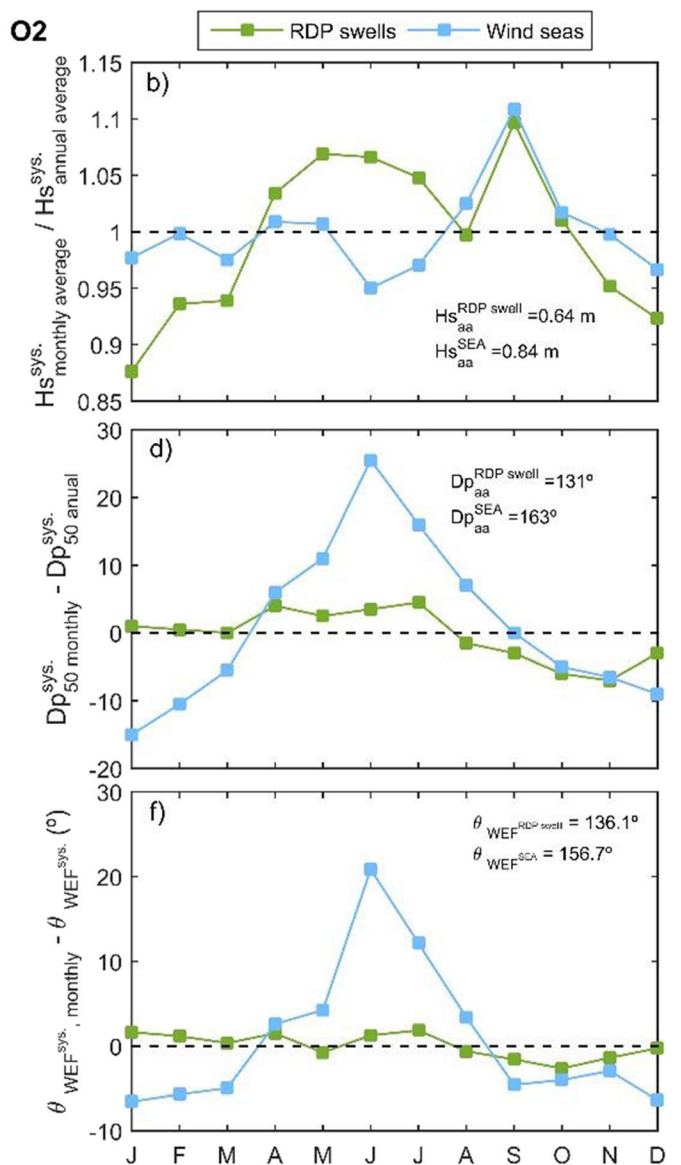 O2
RDP swells Wind seas
b)
Hs sys. monthly average / Hs sys. annual average
1.15
1.1
1.05
1
0.95
0.9
0.85
Hs RDP swell aa =0.64 m
Hs SEA aa =0.84 m
d)
Dp sys. 50 monthly - Dp sys. 50 anual
30
20
10
0
-10
-20
Dp RDP swell aa =131º
Dp SEA aa =163º
f)
θ WEF sys., monthly - θ WEF sys. (º)
30
20
10
0
-10
θ WEF RDP swell = 136.1º
θ WEF SEA = 156.7º
J F M A M J J A S O N D